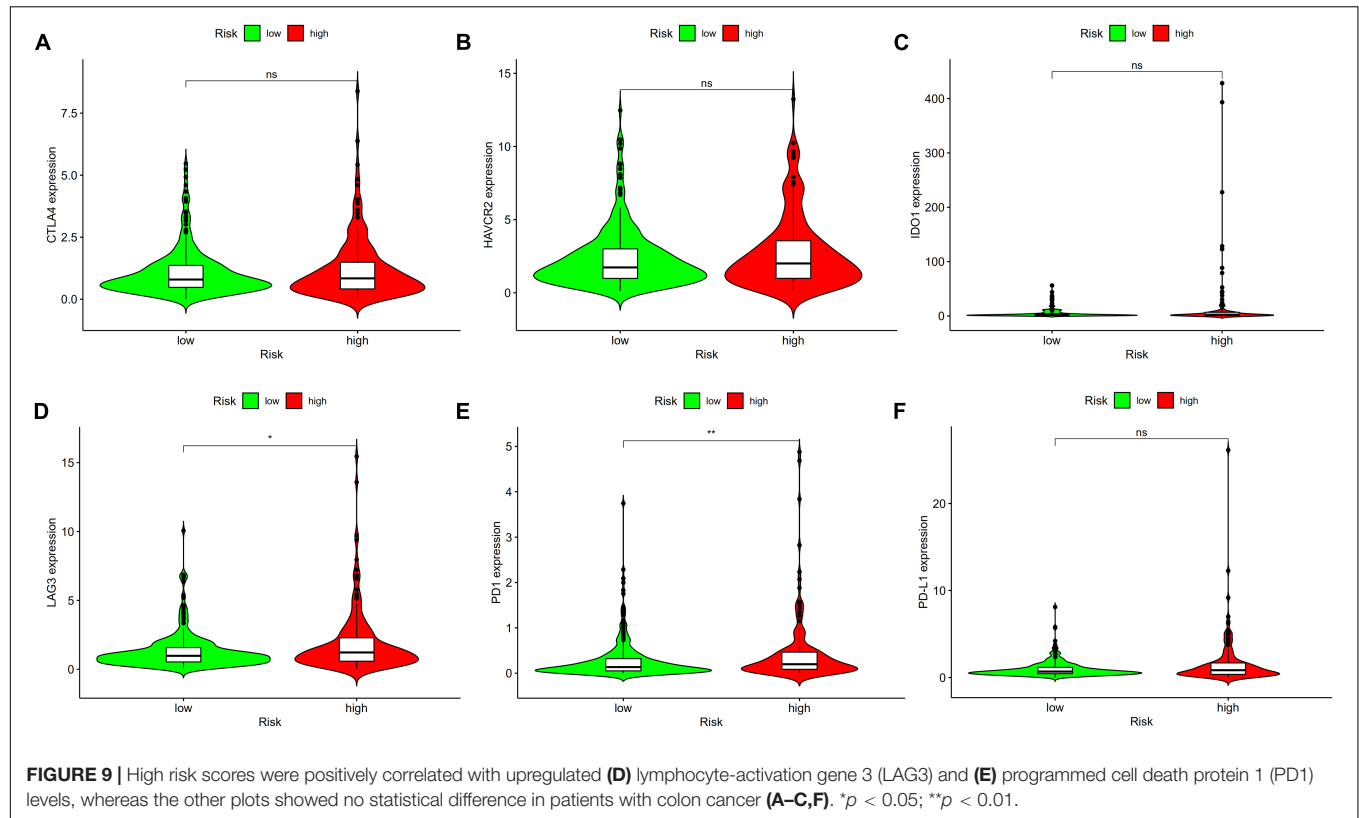 A
Risk low high
ns
CTLA4 expression
7.5
5.0
2.5
0.0
low high
Risk
B
Risk low high
ns
HAVCR2 expression
15
10
5
0
low high
Risk
C
Risk low high
ns
IDO1 expression
400
300
200
100
0
low high
Risk
D
Risk low high
*
LAG3 expression
15
10
5
0
low high
Risk
E
Risk low high
**
PD1 expression
5
4
3
2
1
0
low high
Risk
F
Risk low high
ns
PD-L1 expression
20
10
0
low high
Risk
FIGURE 9 | High risk scores were positively correlated with upregulated (D) lymphocyte-activation gene 3 (LAG3) and (E) programmed cell death protein 1 (PD1)
levels, whereas the other plots showed no statistical difference in patients with colon cancer (A–C,F). *p < 0.05; **p < 0.01.